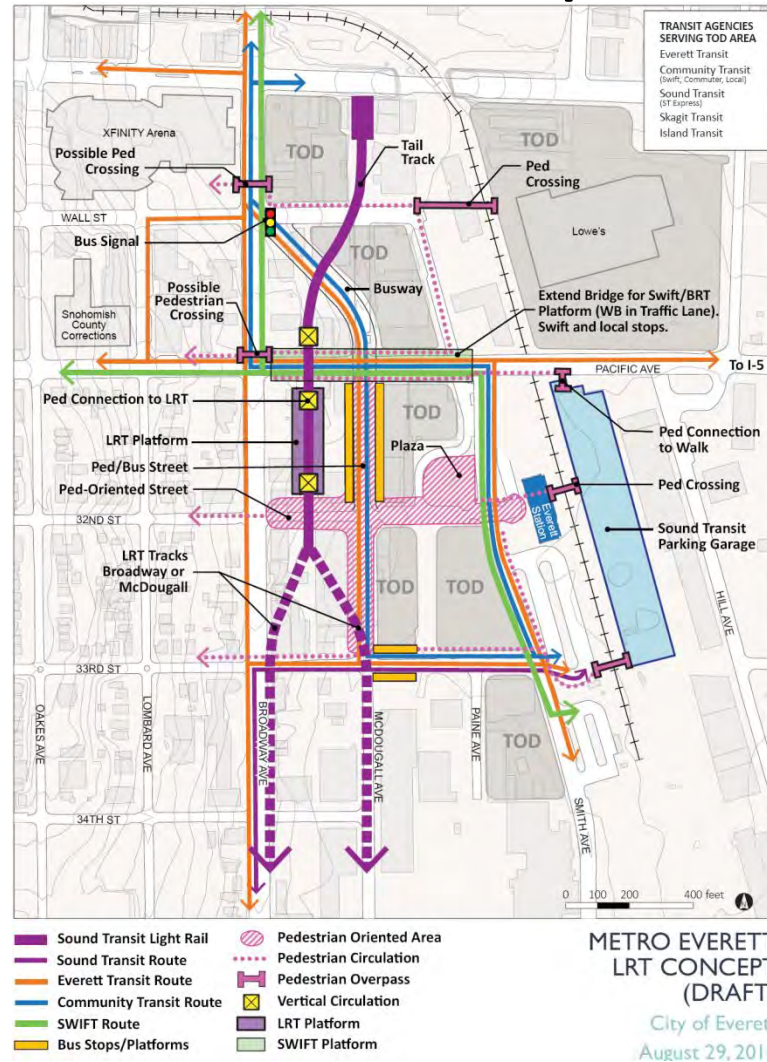 TRANSIT AGENCIES
SERVING TOD AREA
Everett Transit
Community Transit
(Swift, Commuter, Local)
Sound Transit
(ST Express)
Skagit Transit
Island Transit
XFINITY Arena
Possible Ped
Crossing
TOD
Tail
Track
TOD
Ped
Crossing
WALL ST
Bus Signal
Lowe's
TOD
Busway
Possible
Pedestrian
Crossing
Snohomish
County
Corrections
Extend Bridge for Swift/BRT
Platform (WB in Traffic Lane).
Swift and local stops.
PACIFIC AVE
To I-5
Ped Connection to LRT
TOD
Ped Connection
to Walk
LRT Platform
Plaza
Ped/Bus Street
Ped Crossing
Ped-Oriented Street
Everett
Station
32ND ST
Sound Transit
Parking Garage
LRT Tracks
Broadway or
McDougall
TOD
TOD
HILL AVE
33RD ST
OAKES AVE
LOMBARD AVE
BROADWAY AVE
MCDOUGALL AVE
PAINE AVE
TOD
SMITH AVE
34TH ST
0 100 200 400 feet
Sound Transit Light Rail
Sound Transit Route
Everett Transit Route
Community Transit Route
SWIFT Route
Bus Stops/Platforms
Pedestrian Oriented Area
Pedestrian Circulation
Pedestrian Overpass
Vertical Circulation
LRT Platform
SWIFT Platform
METRO EVERETT
LRT CONCEPT
(DRAFT
City of Everet
August 29, 201